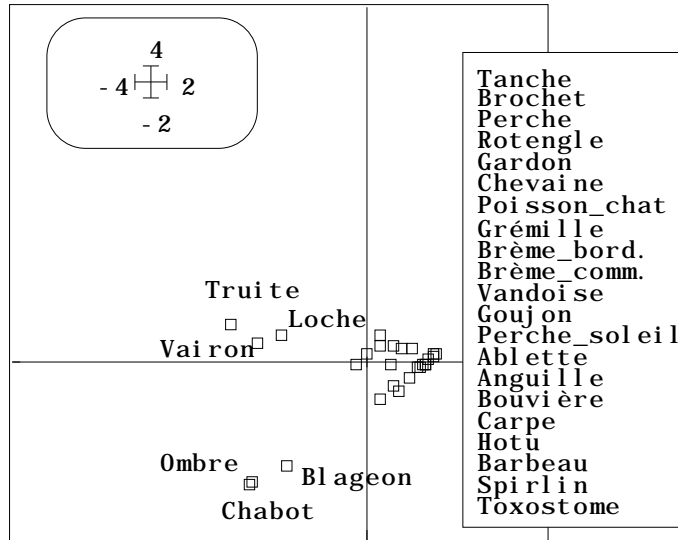 4
-4 2
-2
Tanche
Brochet
Perche
Rotengle
Gardon
Chevaine
Poisson_chat
Grémille
Brème_bord.
Brème_comm.
Vandoise
Goujon
Perche_soleil
Ablette
Anguille
Bouvière
Carpe
Hotu
Barbeau
Spirlin
Toxostome
Truite
Loche
Vairon
Ombre
Blageon
Chabot